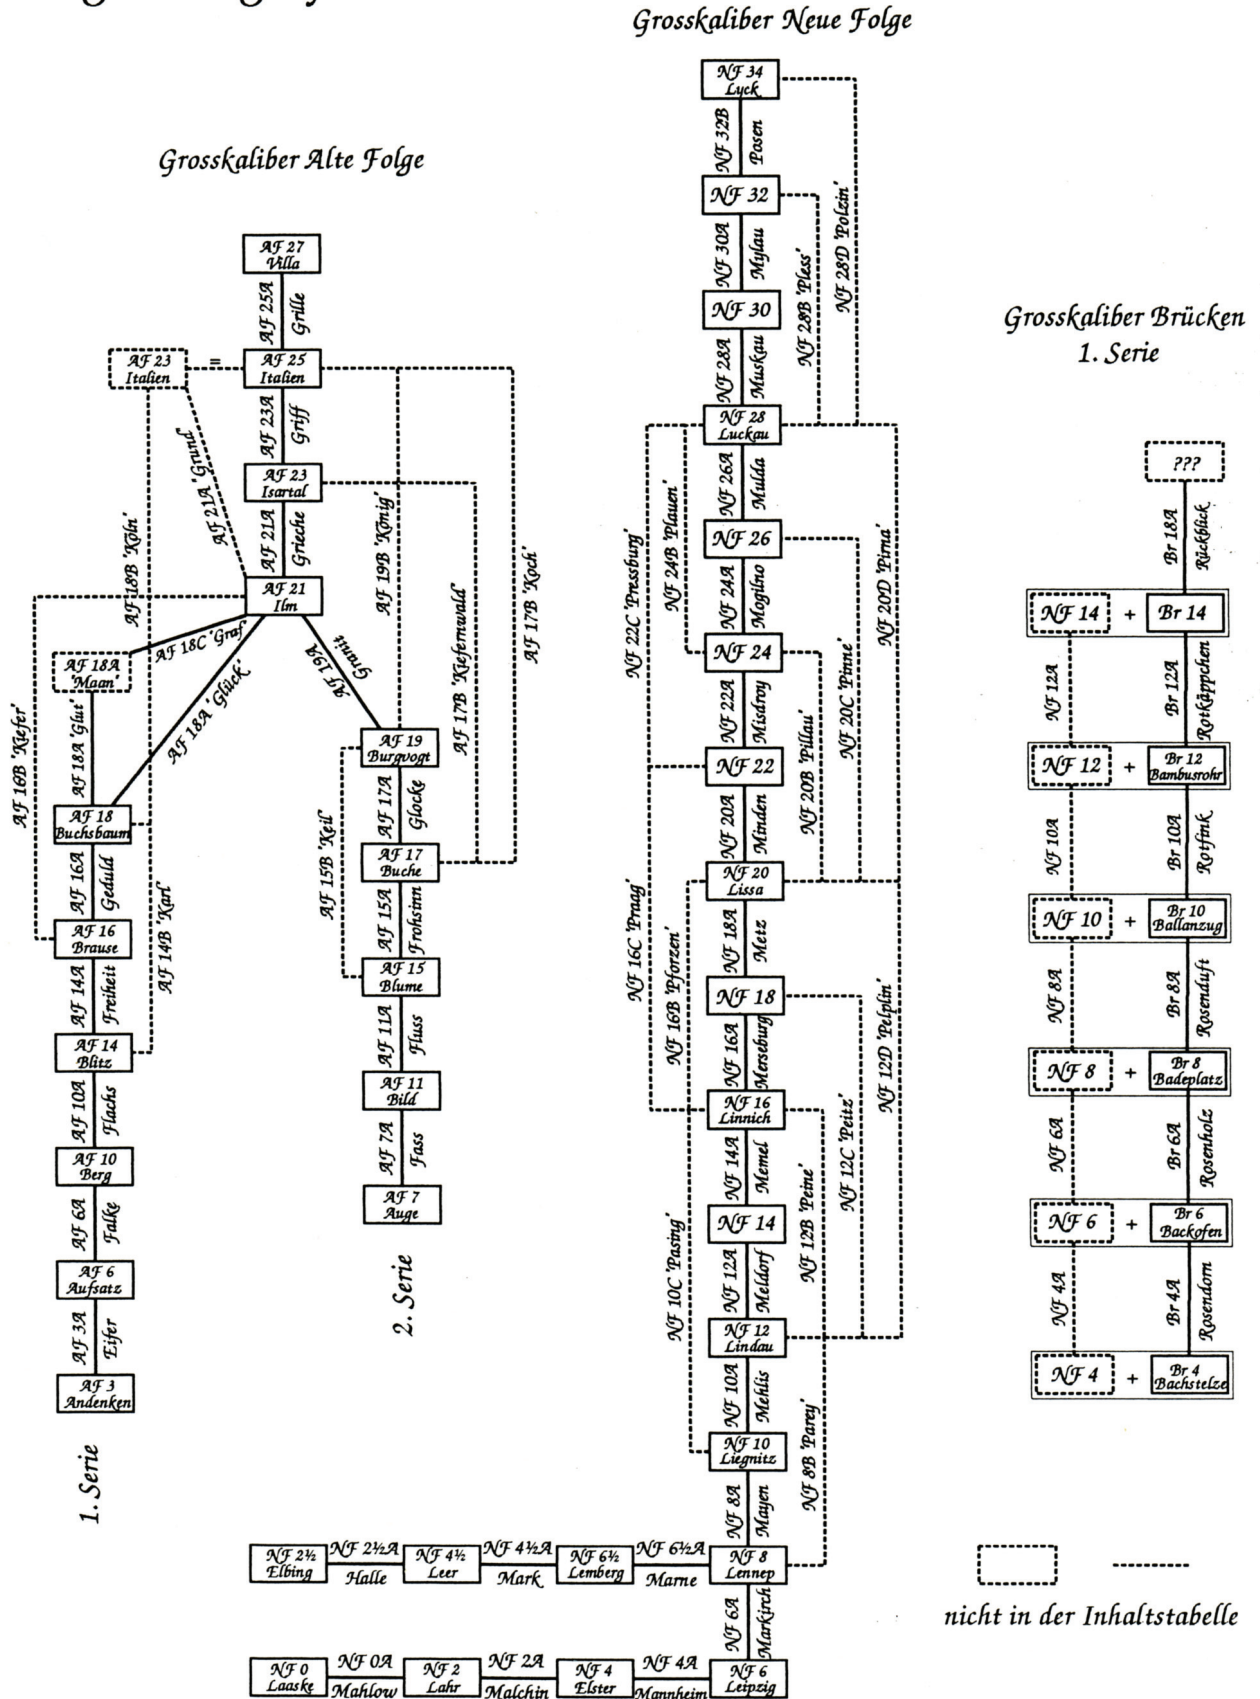 Grosskaliber Neue Folge
NF 34
Lyck
NF 32B
Posen
NF 32
NF 30A
Mylau
NF 30
NF 28A
Muskau
NF 28
Luckau
NF 26A
Mulda
NF 26
NF 24A
Mogilno
NF 24
NF 22A
Misdroy
NF 22
NF 20A
Minden
NF 20
Lissa
NF 18A
Metz
NF 18
NF 16A
Merseburg
NF 16
Linnich
NF 14A
Memel
NF 14
NF 12A
Meldorf
NF 12
Lindau
NF 10A
Mehlis
NF 10
Liegnitz
NF 8A
Mayen
NF 8
Lennep
NF 6A
Markirch
NF 6
Leipzig
NF 28B 'Pless'
NF 28D 'Polzin'
NF 22C 'Pressburg'
NF 24B 'Plauen'
NF 20B 'Pillau'
NF 20C 'Pinne'
NF 20D 'Pirna'
NF 16C 'Praag'
NF 16B 'Pforzen'
NF 12D 'Pelplin'
NF 12C 'Peitz'
NF 12B 'Peine'
NF 10C 'Pasing'
NF 8B 'Parey'
NF 2½
Elbing
NF 2½A
Halle
NF 4½
Leer
NF 4½A
Mark
NF 6½
Lemberg
NF 6½A
Marne
NF 0
Laaske
NF 0A
Mahlow
NF 2
Lahr
NF 2A
Malchin
NF 4
Elster
NF 4A
Mannheim
Grosskaliber Alte Folge
AF 27
Villa
AF 25A
Grille
AF 23
Italien
=
AF 25
Italien
AF 23A
Griff
AF 23
Isartal
AF 21A
Grieche
AF 21
Ilm
AF 21A 'Grund'
AF 18B 'Köln'
AF 19B 'König'
AF 17B 'Kiefernwald'
AF 17B 'Koch'
AF 18C 'Graf'
AF 18A 'Glück'
AF 19A
Granit
AF 18A
'Maan'
AF 18A 'Glut'
AF 16B 'Kiefer'
AF 18
Buchsbaum
AF 16A
Geduld
AF 16
Brause
AF 14B 'Karl'
AF 14A
Freiheit
AF 14
Blitz
AF 10A
Flachs
AF 10
Berg
AF 6A
Falke
AF 6
Aufsatz
AF 3A
Eifer
AF 3
Andenken
1. Serie
AF 19
Burgvogt
AF 17A
Glocke
AF 17
Buche
AF 15B 'Keil'
AF 15A
Frohsinn
AF 15
Blume
AF 11A
Fluss
AF 11
Bild
AF 7A
Fass
AF 7
Auge
2. Serie
Grosskaliber Brücken
1. Serie
???
Br 18A
Rückblick
NF 14 + Br 14
NF 12A
Br 12A
Rotkäppchen
NF 12 + Br 12
Bambusrohr
NF 10A
Br 10A
Rotfink
NF 10 + Br 10
Ballanzug
NF 8A
Br 8A
Rosenduft
NF 8 + Br 8
Badeplatz
NF 6A
Br 6A
Rosenholz
NF 6 + Br 6
Backofen
NF 4A
Br 4A
Rosendorn
NF 4 + Br 4
Bachstelze
nicht in der Inhaltstabelle